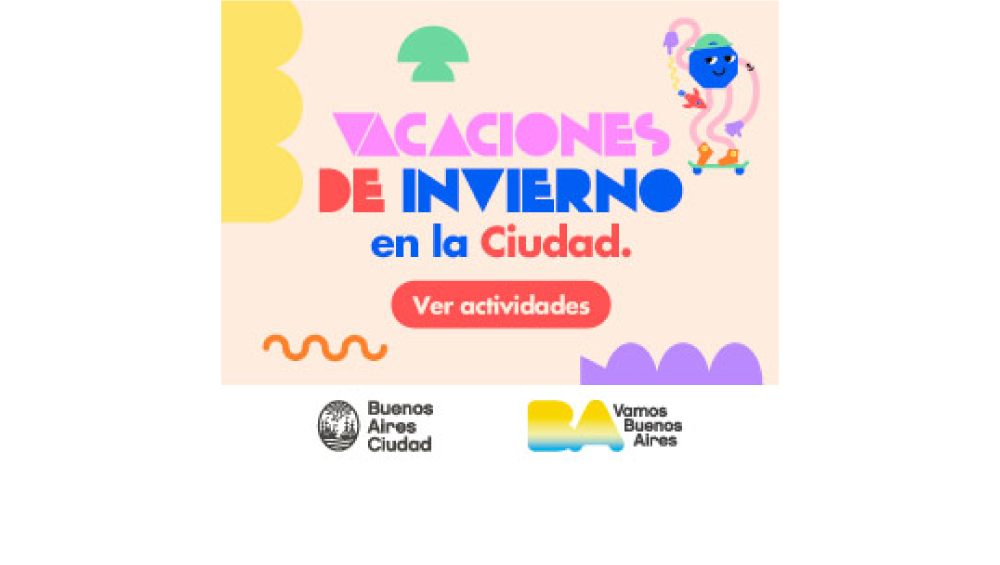 VACACIONES
DE INVIERNO
en la Ciudad.
Ver actividades
Buenos
Aires
Ciudad
BA
Vamos
Buenos
Aires